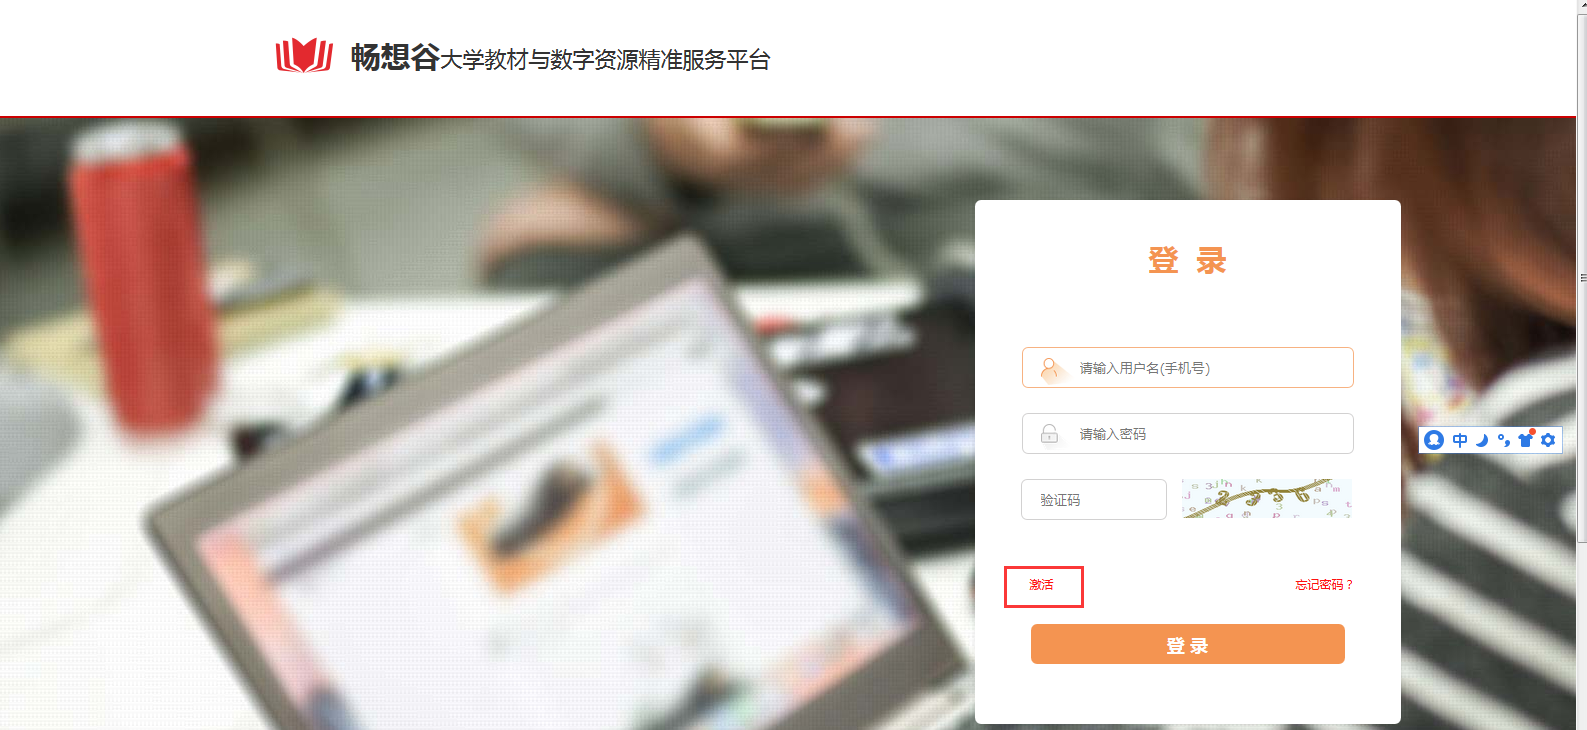 畅想谷大学教材与数字资源精准服务平台
登 录
请输入用户名(手机号)
请输入密码
验证码
激活
忘记密码？
登 录
中